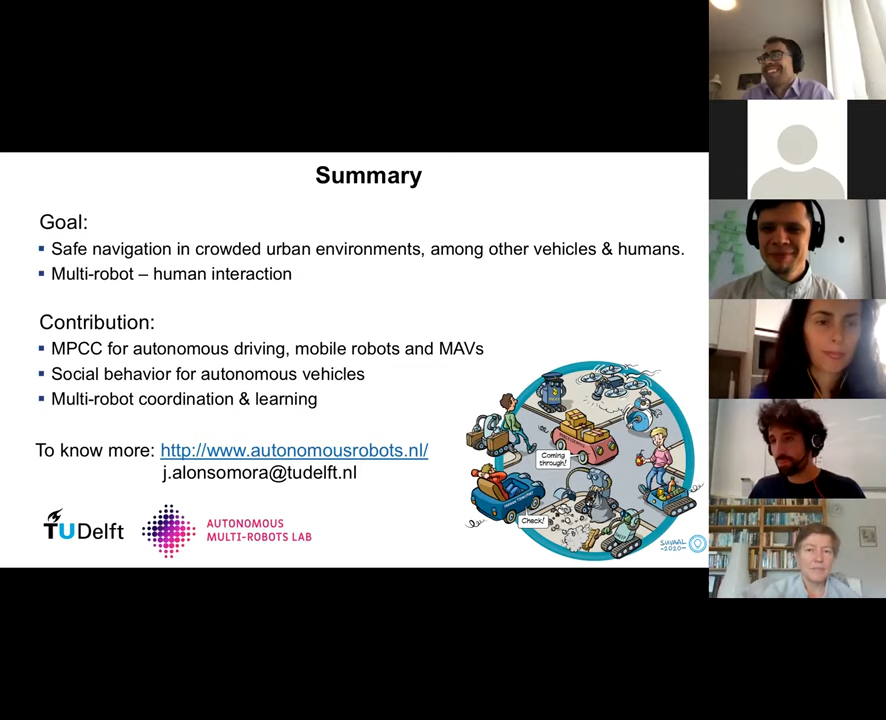 Summary
Goal:
▪ Safe navigation in crowded urban environments, among other vehicles & humans.
▪ Multi-robot – human interaction
Contribution:
▪ MPCC for autonomous driving, mobile robots and MAVs
▪ Social behavior for autonomous vehicles
▪ Multi-robot coordination & learning
To know more: http://www.autonomousrobots.nl/
j.alonsomora@tudelft.nl
TUDelft
AUTONOMOUS
MULTI-ROBOTS LAB
Coming
through!
Check!
SUVAAL
-2020-